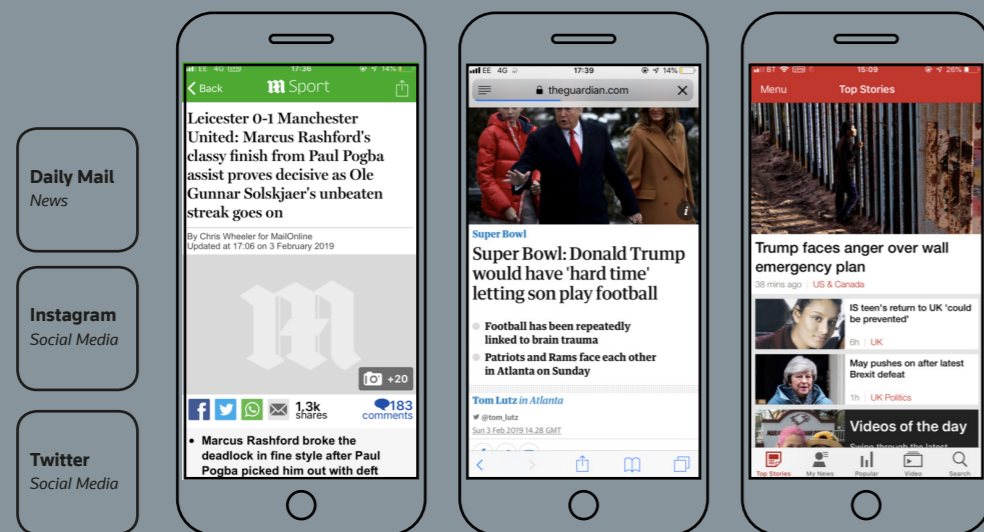 Daily Mail
News
Instagram
Social Media
Twitter
Social Media
EE 4G VPN 17:36 14%
Back
m Sport
Leicester 0-1 Manchester
United: Marcus Rashford's
classy finish from Paul Pogba
assist proves decisive as Ole
Gunnar Solskjaer's unbeaten
streak goes on
By Chris Wheeler for MailOnline
Updated at 17:06 on 3 February 2019
+20
1,3k
shares
183
comments
• Marcus Rashford broke the
deadlock in fine style after Paul
Pogba picked him out with deft
EE 4G 17:39 14%
theguardian.com
Super Bowl
Super Bowl: Donald Trump
would have 'hard time'
letting son play football
Football has been repeatedly
linked to brain trauma
Patriots and Rams face each other
in Atlanta on Sunday
Tom Lutz in Atlanta
@tom_lutz
Sun 3 Feb 2019 14.28 GMT
BT VPN 15:09 26%
Menu
Top Stories
Trump faces anger over wall
emergency plan
38 mins ago | US & Canada
IS teen's return to UK 'could
be prevented'
6h | UK
May pushes on after latest
Brexit defeat
1h | UK Politics
Videos of the day
Swipe through the latest
Top Stories
My News
Popular
Video
Search